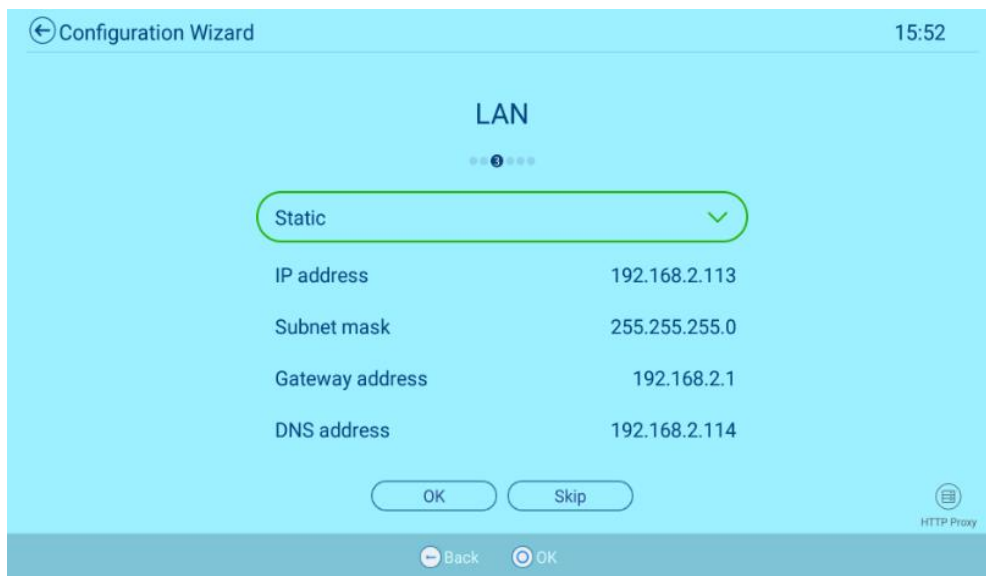 Configuration Wizard 15:52
LAN
3
Static
IP address 192.168.2.113
Subnet mask 255.255.255.0
Gateway address 192.168.2.1
DNS address 192.168.2.114
OK Skip
HTTP Proxy
Back OK